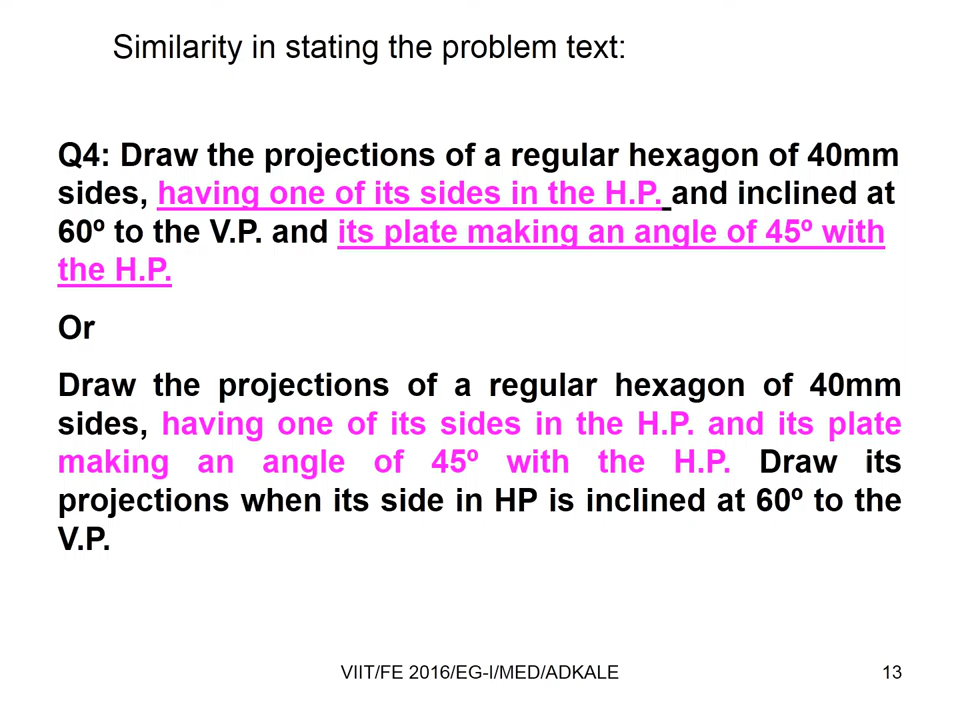 Similarity in stating the problem text:
Q4: Draw the projections of a regular hexagon of 40mm
sides, having one of its sides in the H.P. and inclined at
60º to the V.P. and its plate making an angle of 45º with
the H.P.
Or
Draw the projections of a regular hexagon of 40mm
sides, having one of its sides in the H.P. and its plate
making an angle of 45º with the H.P. Draw its
projections when its side in HP is inclined at 60º to the
V.P.
VIIT/FE 2016/EG-I/MED/ADKALE
13